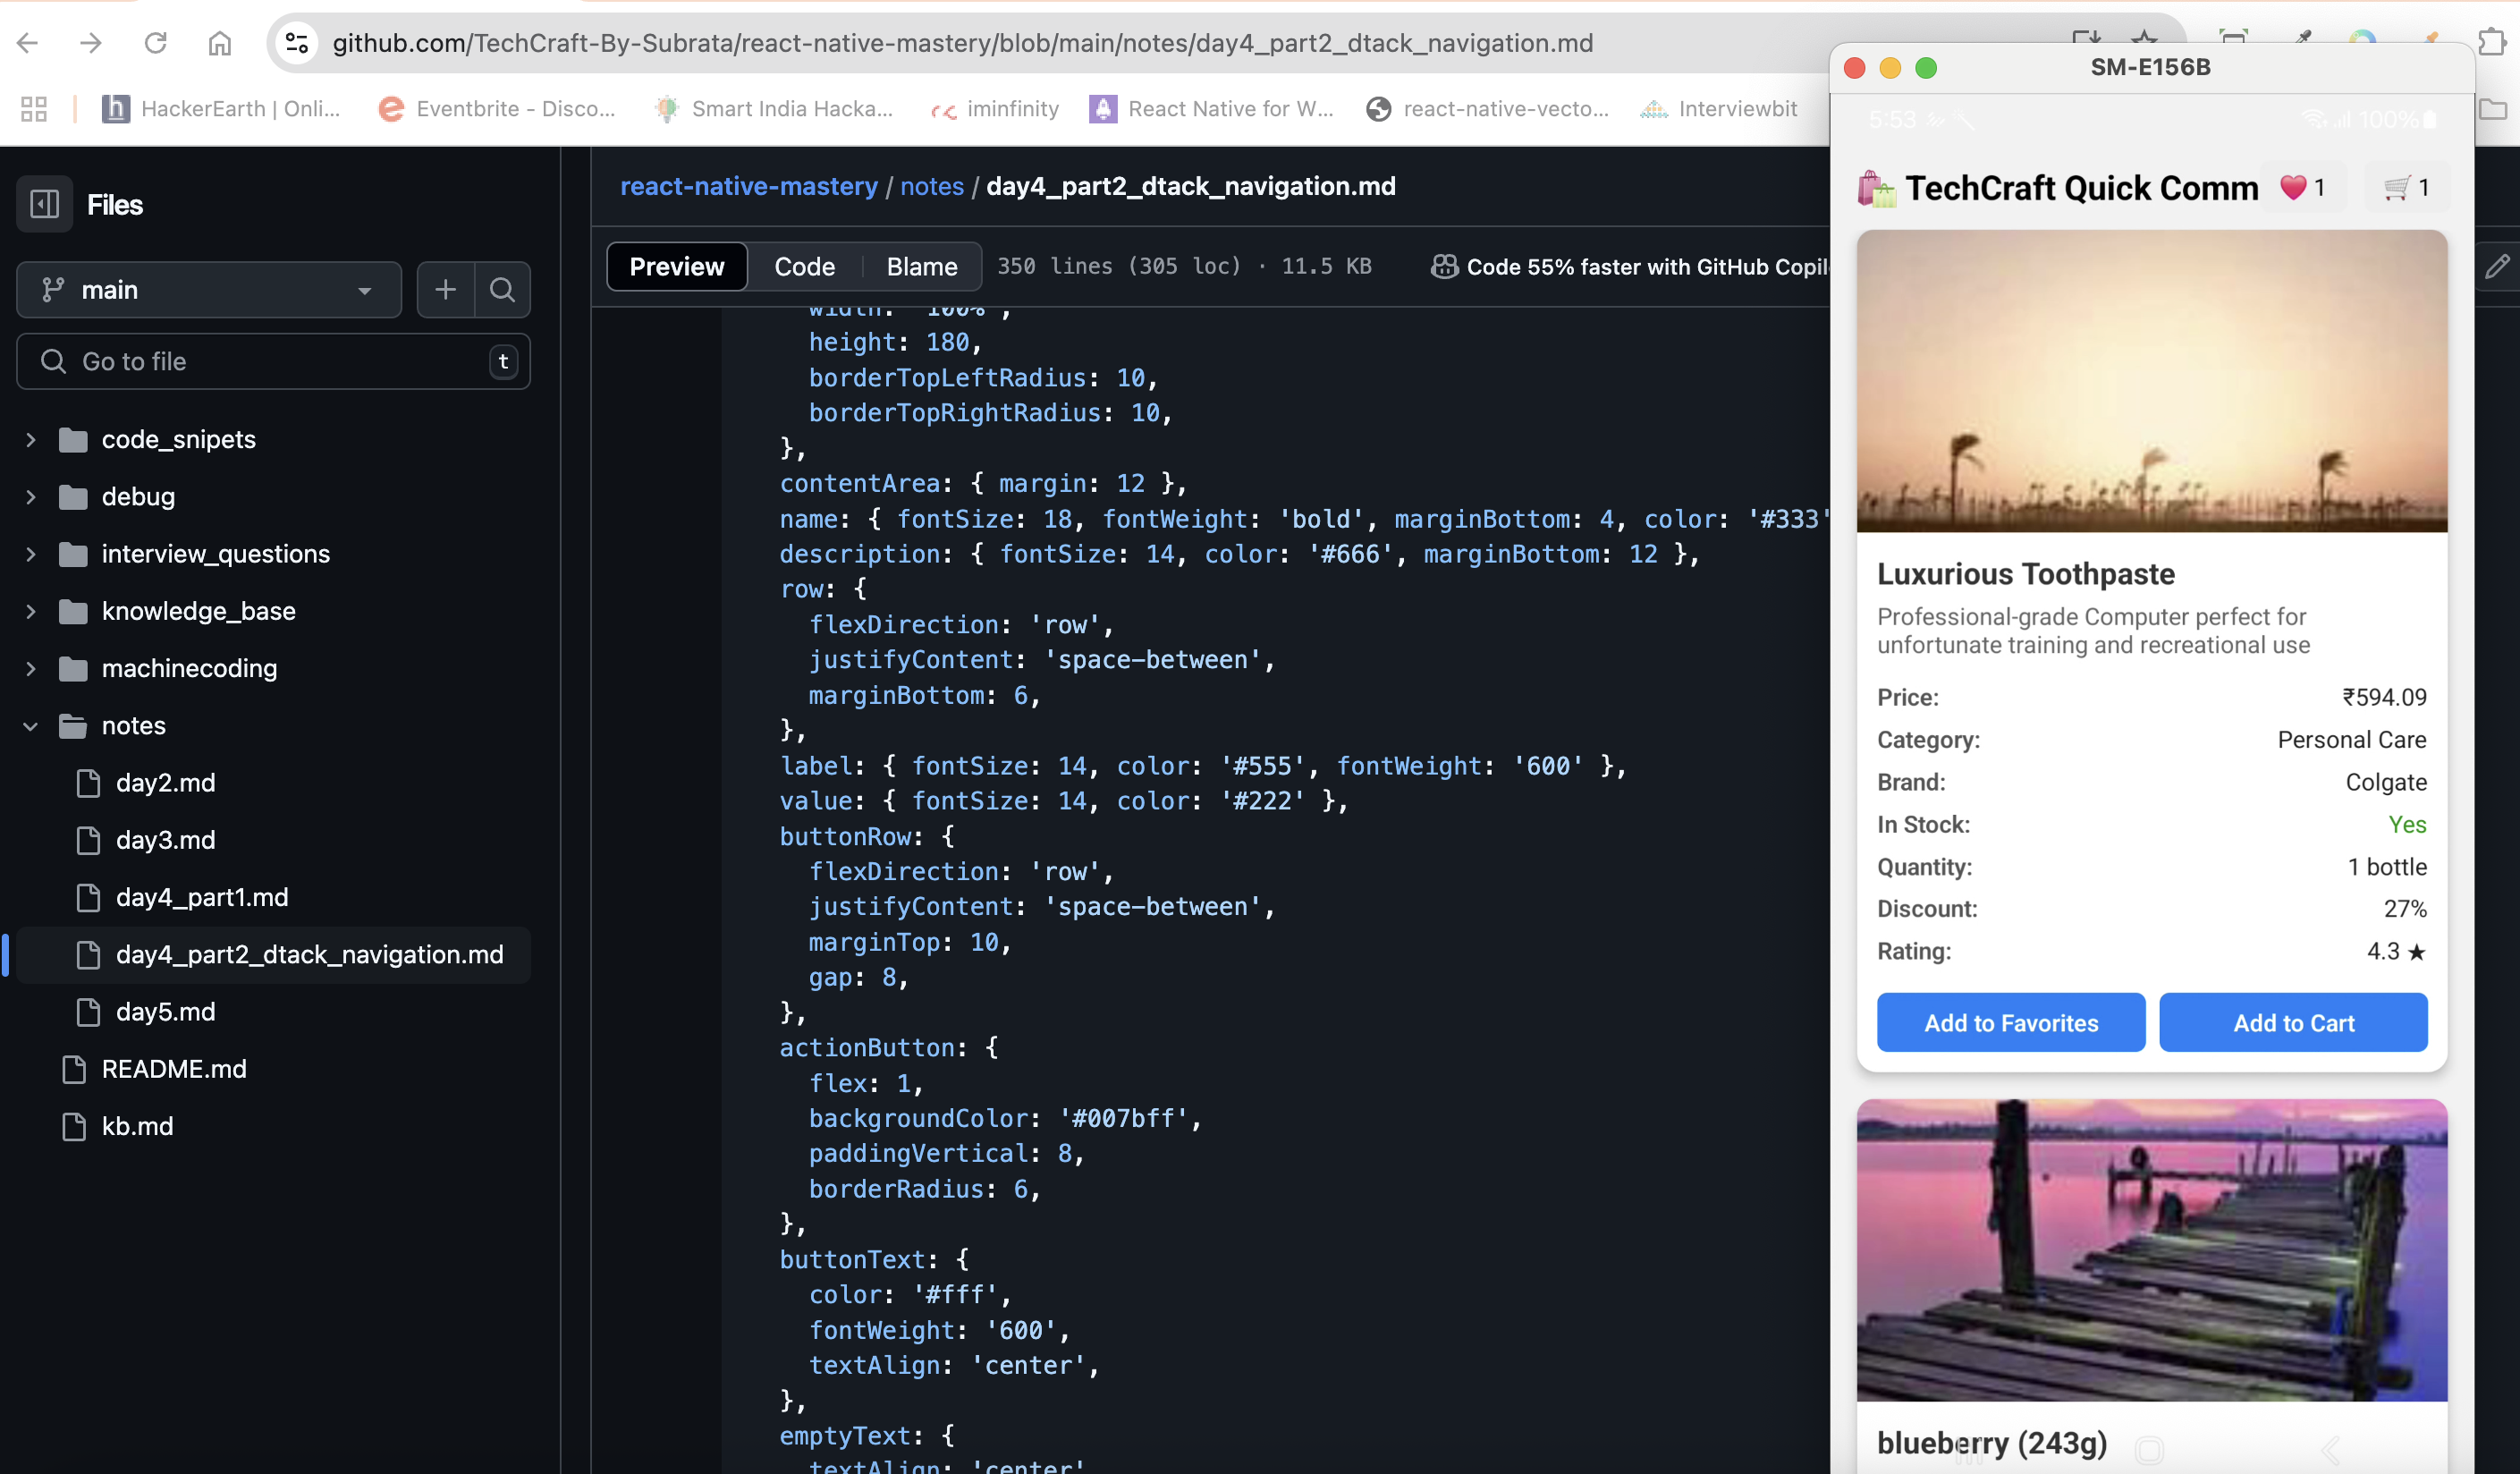 github.com/TechCraft-By-Subrata/react-native-mastery/blob/main/notes/day4_part2_dtack_navigation.md
HackerEarth | Onli...
Eventbrite - Disco...
Smart India Hacka...
iminfinity
React Native for W...
react-native-vecto...
Interviewbit
Files
main
Go to file
t
code_snipets
debug
interview_questions
knowledge_base
machinecoding
notes
day2.md
day3.md
day4_part1.md
day4_part2_dtack_navigation.md
day5.md
README.md
kb.md
react-native-mastery / notes / day4_part2_dtack_navigation.md
Preview Code Blame 350 lines (305 loc) · 11.5 KB Code 55% faster with GitHub Copil
width: '100%',
height: 180,
borderTopLeftRadius: 10,
borderTopRightRadius: 10,
},
contentArea: { margin: 12 },
name: { fontSize: 18, fontWeight: 'bold', marginBottom: 4, color: '#333'
description: { fontSize: 14, color: '#666', marginBottom: 12 },
row: {
flexDirection: 'row',
justifyContent: 'space-between',
marginBottom: 6,
},
label: { fontSize: 14, color: '#555', fontWeight: '600' },
value: { fontSize: 14, color: '#222' },
buttonRow: {
flexDirection: 'row',
justifyContent: 'space-between',
marginTop: 10,
gap: 8,
},
actionButton: {
flex: 1,
backgroundColor: '#007bff',
paddingVertical: 8,
borderRadius: 6,
},
buttonText: {
color: '#fff',
fontWeight: '600',
textAlign: 'center',
},
emptyText: {
textAlign: 'center'
SM-E156B
5:53 100%
TechCraft Quick Comm 1 1
Luxurious Toothpaste
Professional-grade Computer perfect for
unfortunate training and recreational use
Price: ₹594.09
Category: Personal Care
Brand: Colgate
In Stock: Yes
Quantity: 1 bottle
Discount: 27%
Rating: 4.3 ★
Add to Favorites Add to Cart
blueberry (243g)